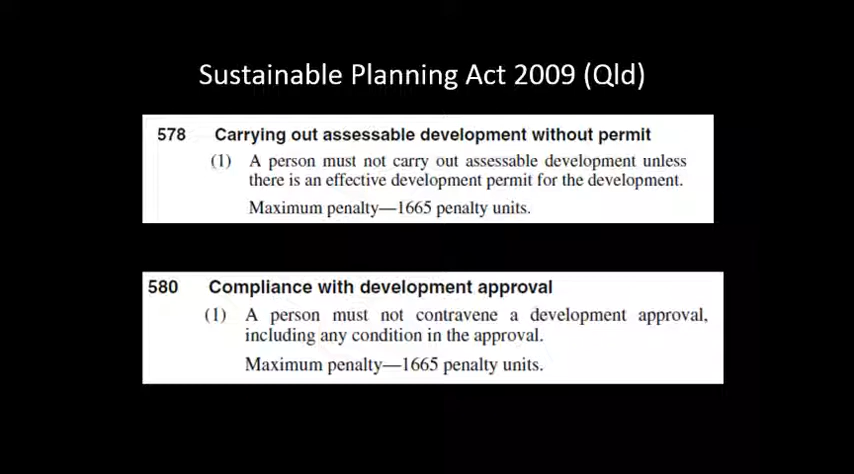 Sustainable Planning Act 2009 (Qld)
578 Carrying out assessable development without permit
(1) A person must not carry out assessable development unless
there is an effective development permit for the development.
Maximum penalty—1665 penalty units.
580 Compliance with development approval
(1) A person must not contravene a development approval,
including any condition in the approval.
Maximum penalty—1665 penalty units.